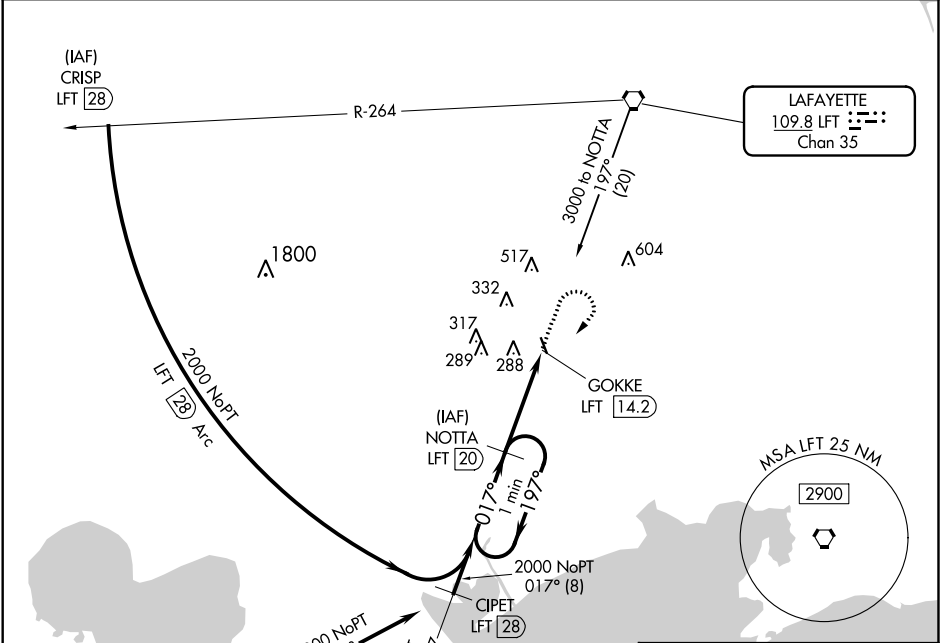 (IAF)
CRISP
LFT 28
R-264
LAFAYETTE
109.8 LFT
Chan 35
3000 to NOTTA
197°
(20)
1800
517
604
332
317
289
288
2000 NoPT
LFT 28 Arc
GOKKE
LFT 14.2
(IAF)
NOTTA
LFT 20
017°
1 min
197°
MSA LFT 25 NM
2900
2000 NoPT
017° (8)
CIPET
LFT 28
00 NoPT